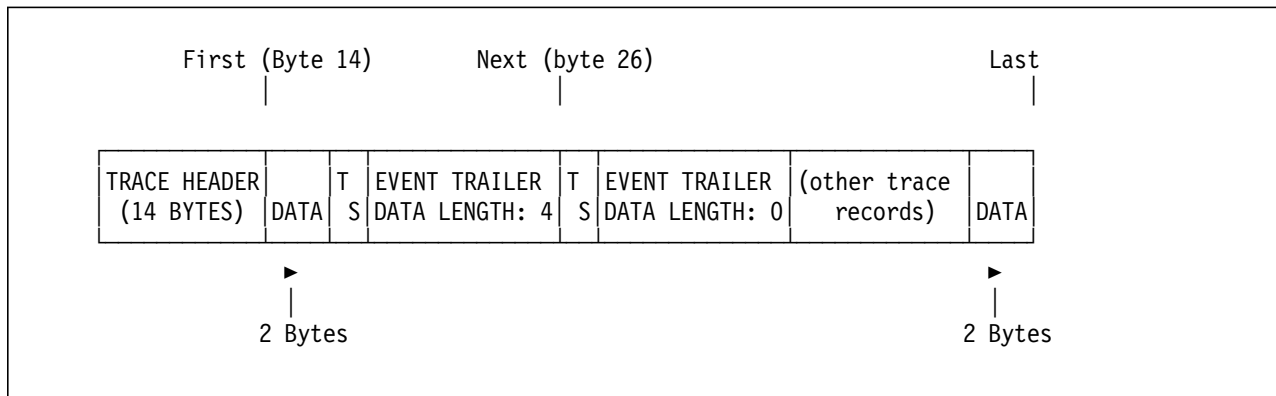 First (Byte 14) Next (byte 26) Last
TRACE HEADER T EVENT TRAILER T EVENT TRAILER (other trace
(14 BYTES) DATA S DATA LENGTH: 4 S DATA LENGTH: 0 records) DATA
2 Bytes 2 Bytes